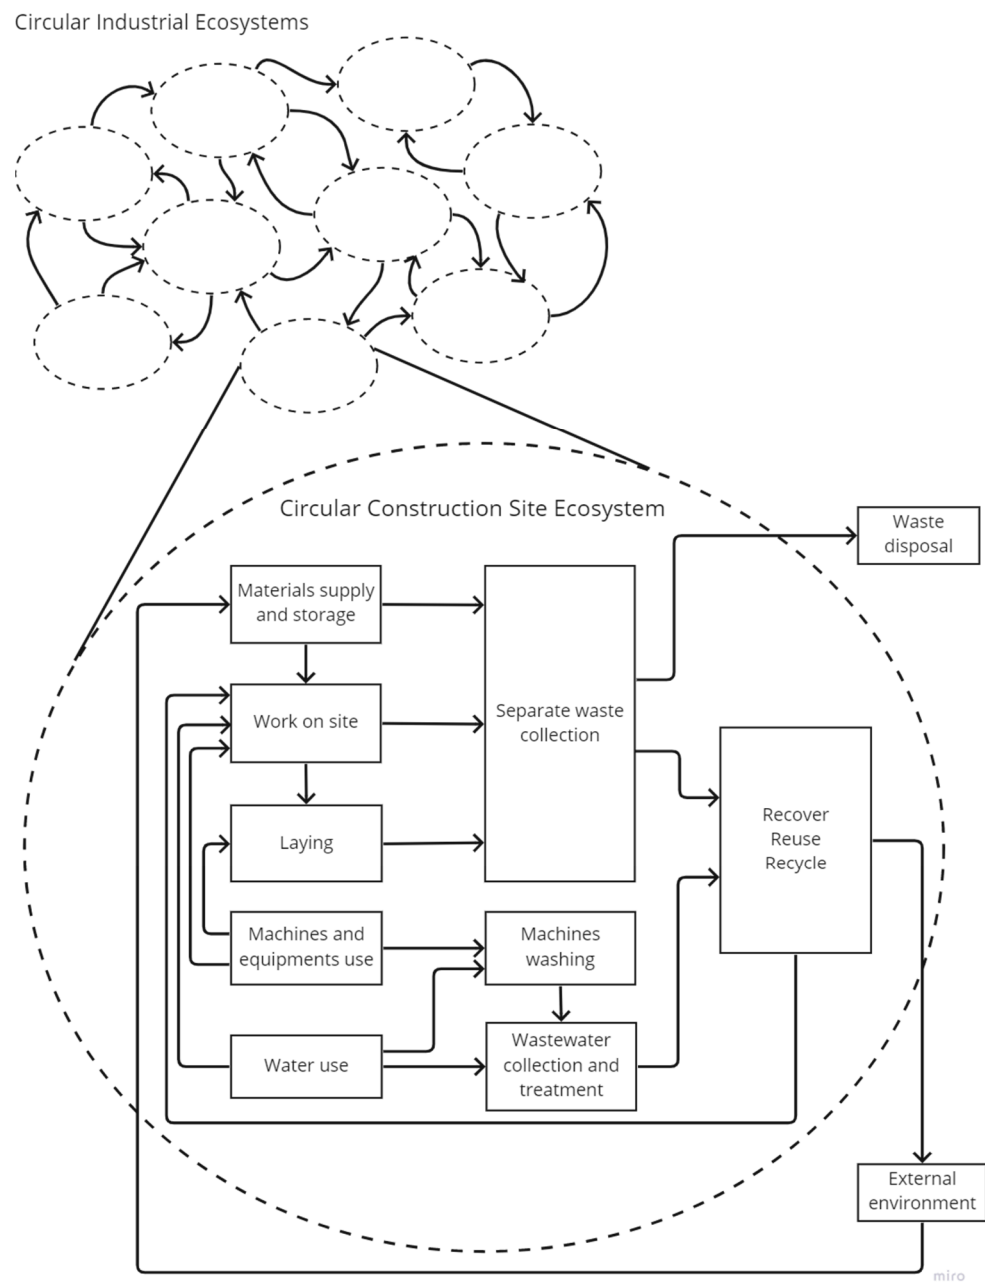 Circular Industrial Ecosystems
Circular Construction Site Ecosystem
Waste
disposal
Materials supply
and storage
Work on site
Separate waste
collection
Laying
Recover
Reuse
Recycle
Machines and
equipments use
Machines
washing
Water use
Wastewater
collection and
treatment
External
environment
miro